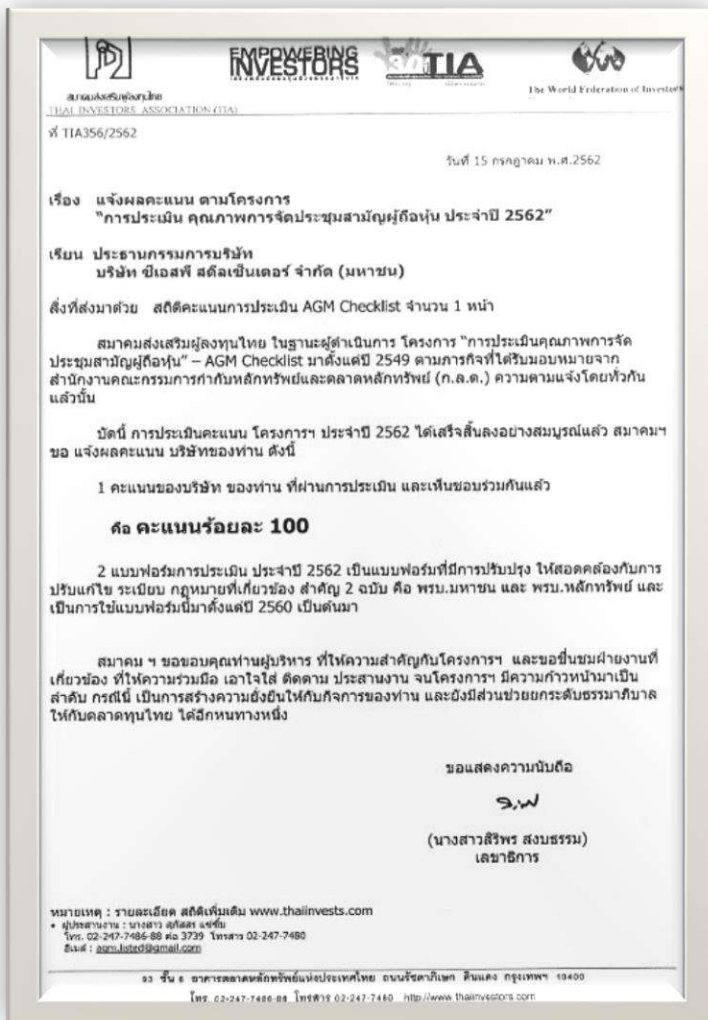 สมาคมส่งเสริมผู้ลงทุนไทย
THAI INVESTORS ASSOCIATION (TIA)
EMPOWERING
INVESTORS
TIA
The World Federation of Investors
ที่ TIA356/2562
วันที่ 15 กรกฎาคม พ.ศ.2562
เรื่อง แจ้งผลคะแนน ตามโครงการ
"การประเมิน คุณภาพการจัดประชุมสามัญผู้ถือหุ้น ประจำปี 2562"
เรียน ประธานกรรมการบริษัท
บริษัท ซีเอสพี สตีลเซ็นเตอร์ จำกัด (มหาชน)
สิ่งที่ส่งมาด้วย สถิติคะแนนการประเมิน AGM Checklist จำนวน 1 หน้า
สมาคมส่งเสริมผู้ลงทุนไทย ในฐานะผู้ดำเนินการ โครงการ "การประเมินคุณภาพการจัด
ประชุมสามัญผู้ถือหุ้น" – AGM Checklist มาตั้งแต่ปี 2549 ตามภารกิจที่ได้รับมอบหมายจาก
สำนักงานคณะกรรมการกำกับหลักทรัพย์และตลาดหลักทรัพย์ (ก.ล.ต.) ความตามแจ้งโดยทั่วกัน
แล้วนั้น
บัดนี้ การประเมินคะแนน โครงการฯ ประจำปี 2562 ได้เสร็จสิ้นลงอย่างสมบูรณ์แล้ว สมาคมฯ
ขอ แจ้งผลคะแนน บริษัทของท่าน ดังนี้
1 คะแนนของบริษัท ของท่าน ที่ผ่านการประเมิน และเห็นชอบร่วมกันแล้ว
คือ คะแนนร้อยละ 100
2 แบบฟอร์มการประเมิน ประจำปี 2562 เป็นแบบฟอร์มที่มีการปรับปรุง ให้สอดคล้องกับการ
ปรับแก้ไข ระเบียบ กฎหมายที่เกี่ยวข้อง สำคัญ 2 ฉบับ คือ พรบ.มหาชน และ พรบ.หลักทรัพย์ และ
เป็นการใช้แบบฟอร์มนี้มาตั้งแต่ปี 2560 เป็นต้นมา
สมาคม ฯ ขอขอบคุณท่านผู้บริหาร ที่ให้ความสำคัญกับโครงการฯ และขอชื่นชมฝ่ายงานที่
เกี่ยวข้อง ที่ให้ความร่วมมือ เอาใจใส่ ติดตาม ประสานงาน จนโครงการฯ มีความก้าวหน้ามาเป็น
ลำดับ กรณีนี้ เป็นการสร้างความยั่งยืนให้กับกิจการของท่าน และยังมีส่วนช่วยยกระดับธรรมาภิบาล
ให้กับตลาดทุนไทย ได้อีกหนทางหนึ่ง
ขอแสดงความนับถือ
(นางสาวสิริพร สงบธรรม)
เลขาธิการ
หมายเหตุ : รายละเอียด สถิติเพิ่มเติม www.thaiinvests.com
• ผู้ประสานงาน : นางสาว สุภัสสร แซ่ซิ้ม
โทร. 02-247-7486-88 ต่อ 3739 โทรสาร 02-247-7480
อีเมล์ : agm.listed@gmail.com
93 ชั้น 6 อาคารตลาดหลักทรัพย์แห่งประเทศไทย ถนนรัชดาภิเษก ดินแดง กรุงเทพฯ 10400
โทร. 02-247-7486-88 โทรสาร 02-247-7480 http://www.thaiinvestors.com